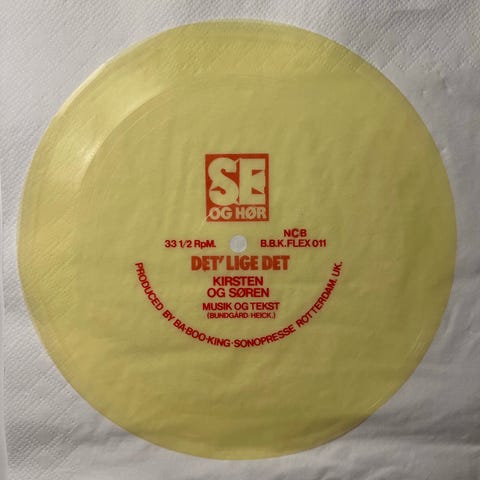 SE
OG HØR
33 1/2 RpM.
NCB
B.B.K.FLEX 011
DET' LIGE DET
KIRSTEN
OG SØREN
MUSIK OG TEKST
(BUNDGÅRD/HEICK.)
PRODUCED BY BA-BOO-KING·SONOPRESSE ROTTERDAM. UK.